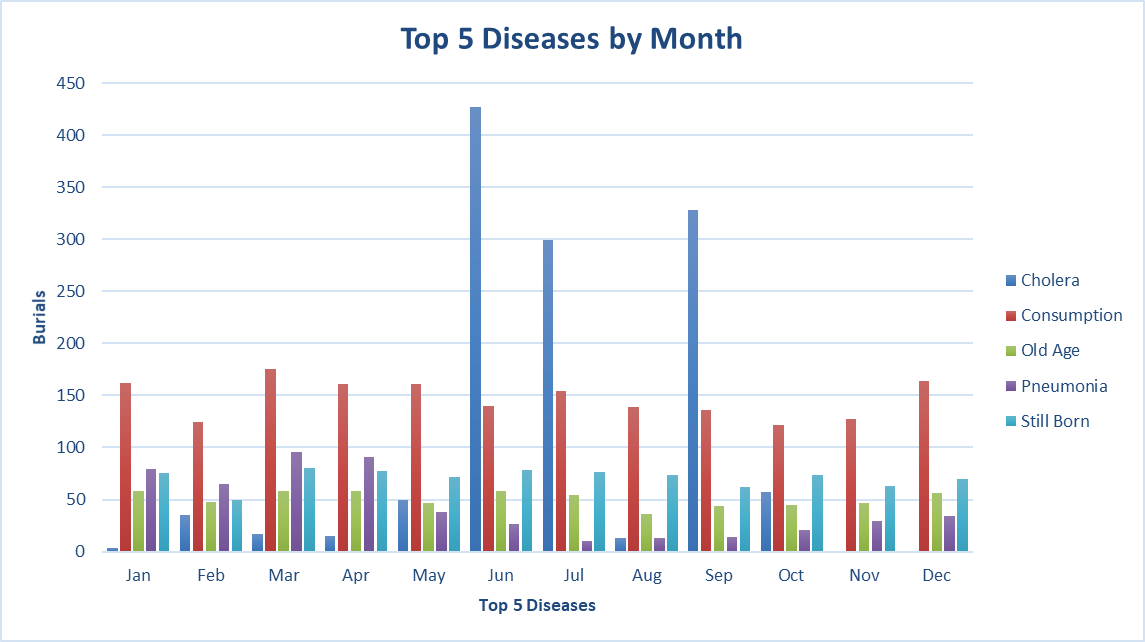 Top 5 Diseases by Month
450
400
350
300
250
200
150
100
50
0
Burials
Jan Feb Mar Apr May Jun Jul Aug Sep Oct Nov Dec
Top 5 Diseases
Cholera
Consumption
Old Age
Pneumonia
Still Born